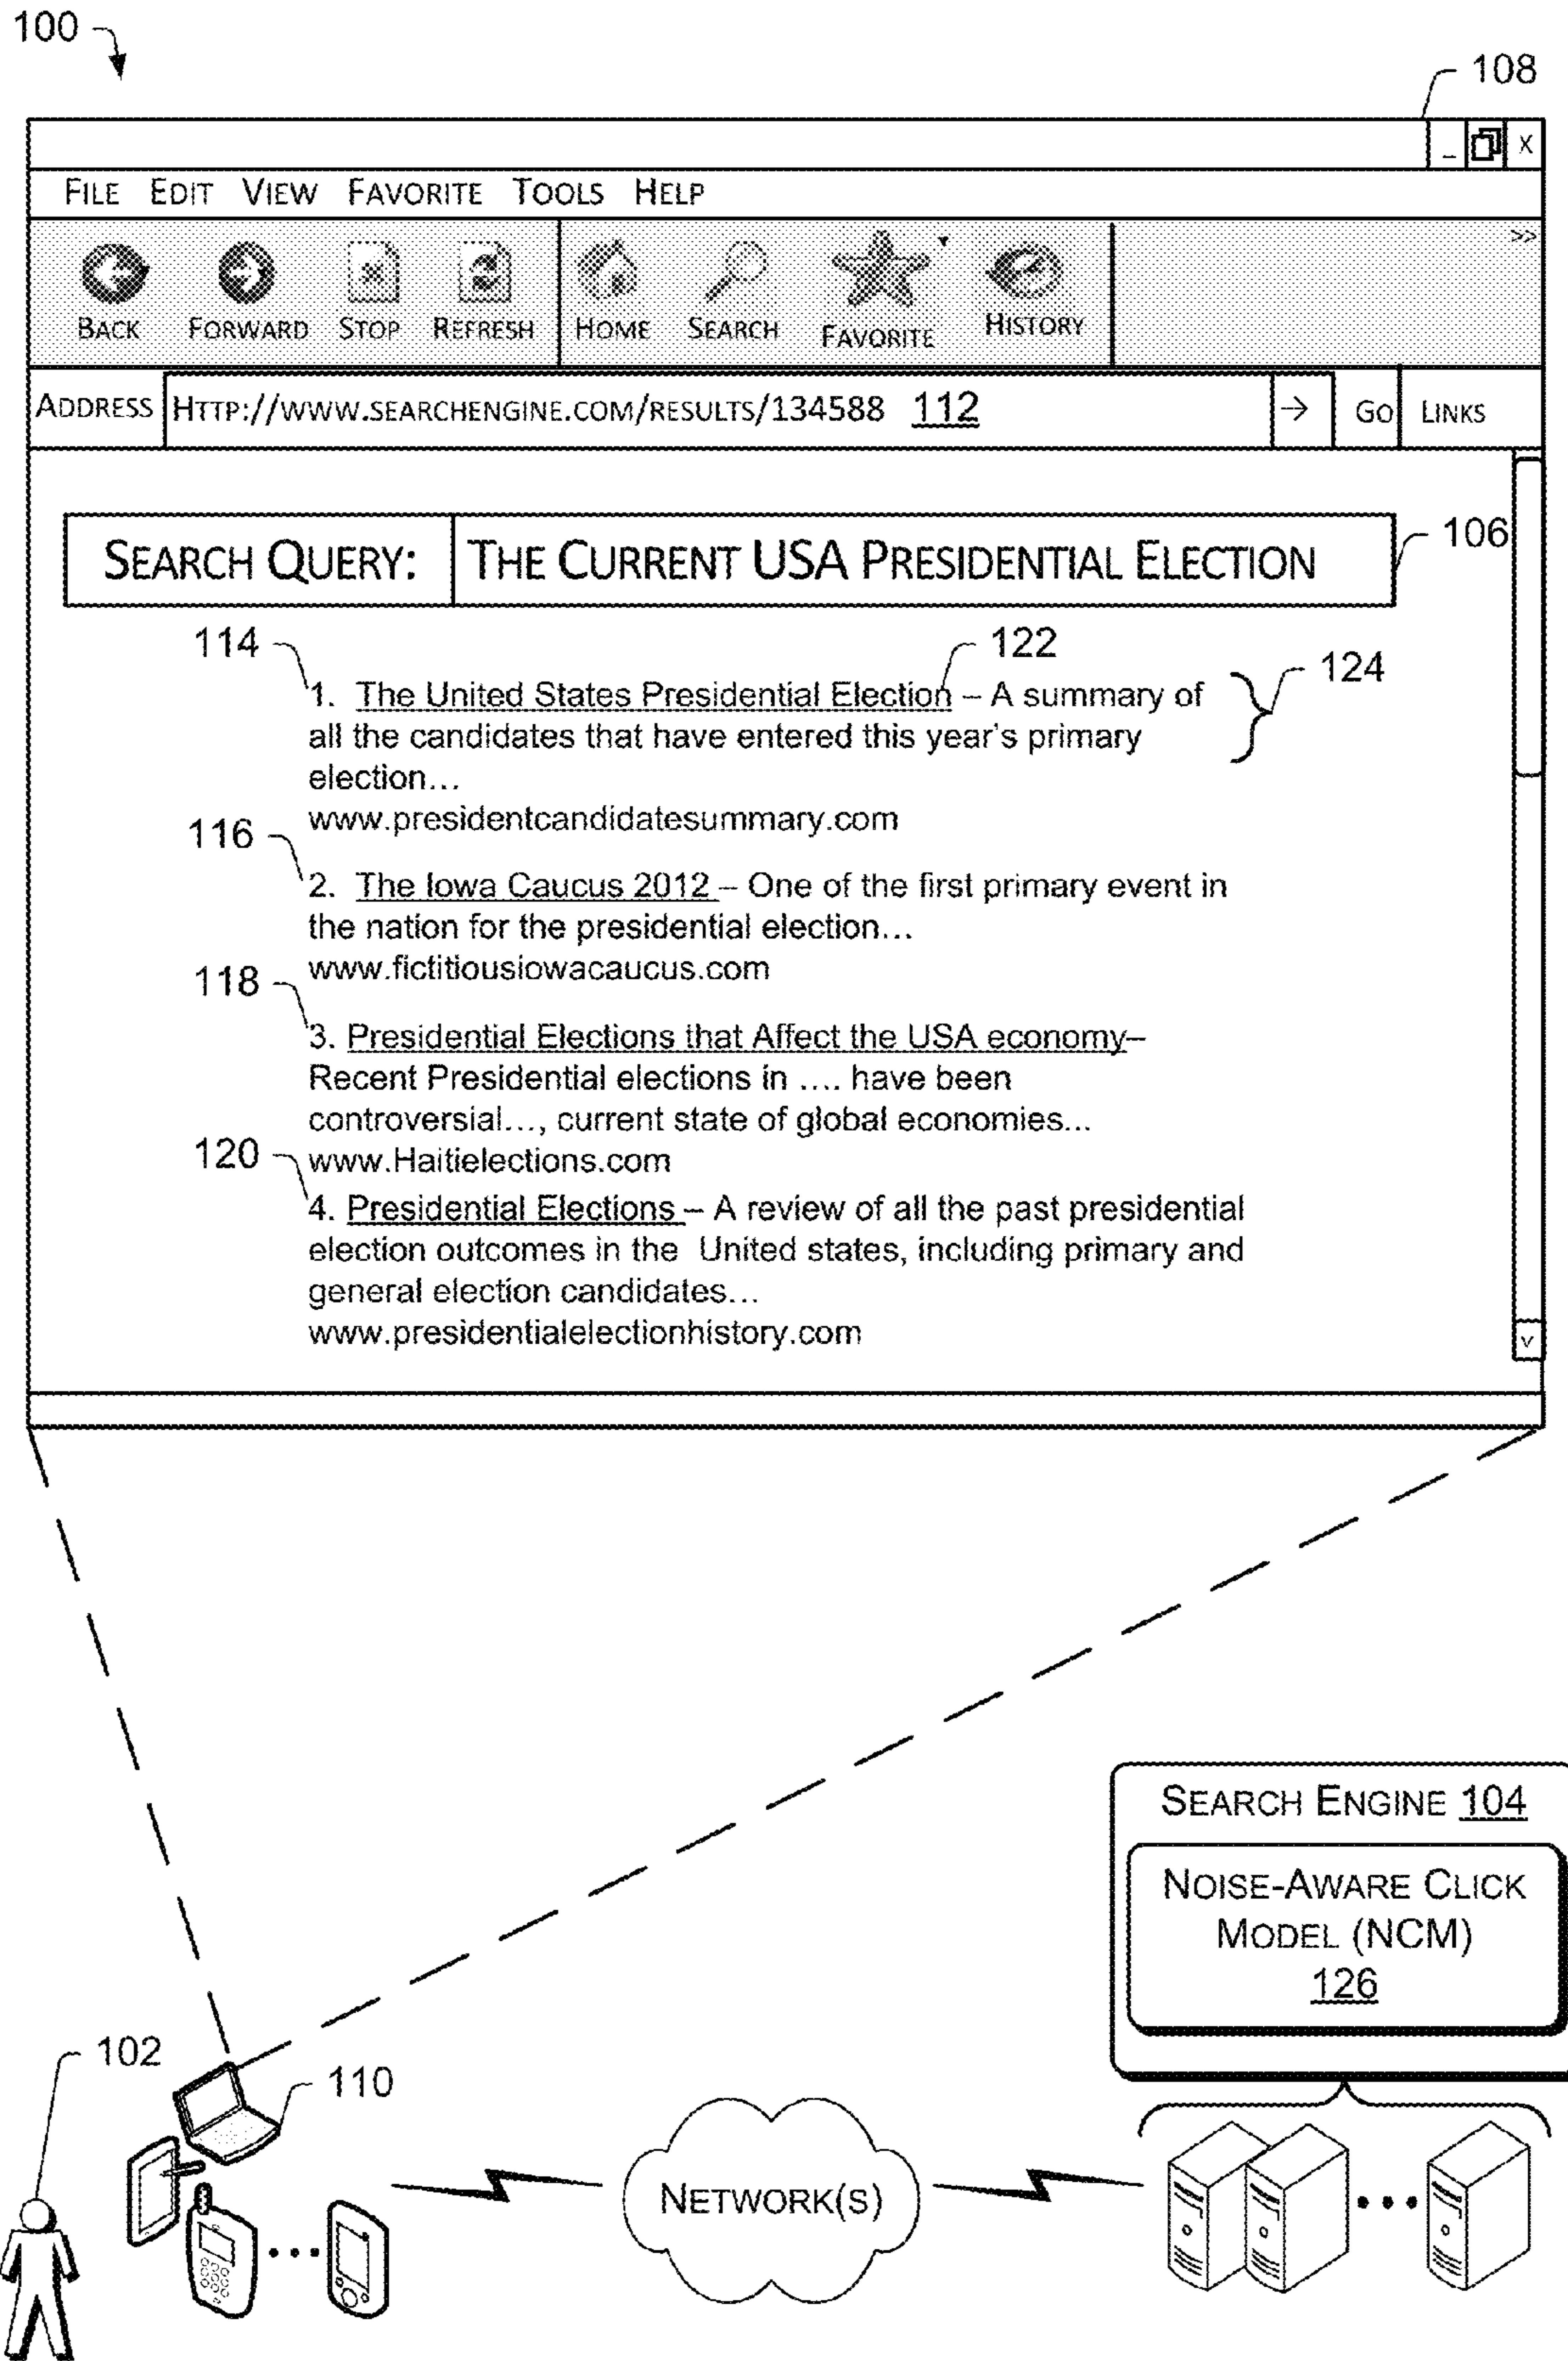 100
108
_ X
FILE EDIT VIEW FAVORITE TOOLS HELP
>>
BACK FORWARD STOP REFRESH HOME SEARCH FAVORITE HISTORY
ADDRESS HTTP://WWW.SEARCHENGINE.COM/RESULTS/134588 112 → GO LINKS
SEARCH QUERY: THE CURRENT USA PRESIDENTIAL ELECTION 106
114 122
124
1. The United States Presidential Election – A summary of
all the candidates that have entered this year's primary
election...
www.presidentcandidatesummary.com
116
2. The Iowa Caucus 2012 – One of the first primary event in
the nation for the presidential election...
www.fictitiousiowacaucus.com
118
3. Presidential Elections that Affect the USA economy–
Recent Presidential elections in .... have been
controversial..., current state of global economies...
www.Haitielections.com
120
4. Presidential Elections – A review of all the past presidential
election outcomes in the United states, including primary and
general election candidates...
www.presidentialelectionhistory.com
v
SEARCH ENGINE 104
NOISE-AWARE CLICK
MODEL (NCM)
126
102
110
NETWORK(S)